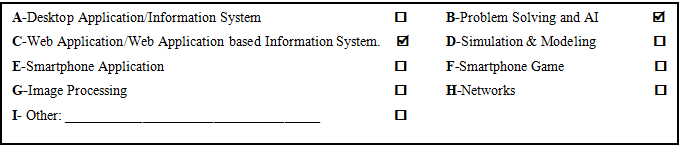 A-Desktop Application/Information System ☐ B-Problem Solving and AI ☑
C-Web Application/Web Application based Information System. ☑ D-Simulation & Modeling ☐
E-Smartphone Application ☐ F-Smartphone Game ☐
G-Image Processing ☐ H-Networks ☐
I- Other: ____________________________________ ☐